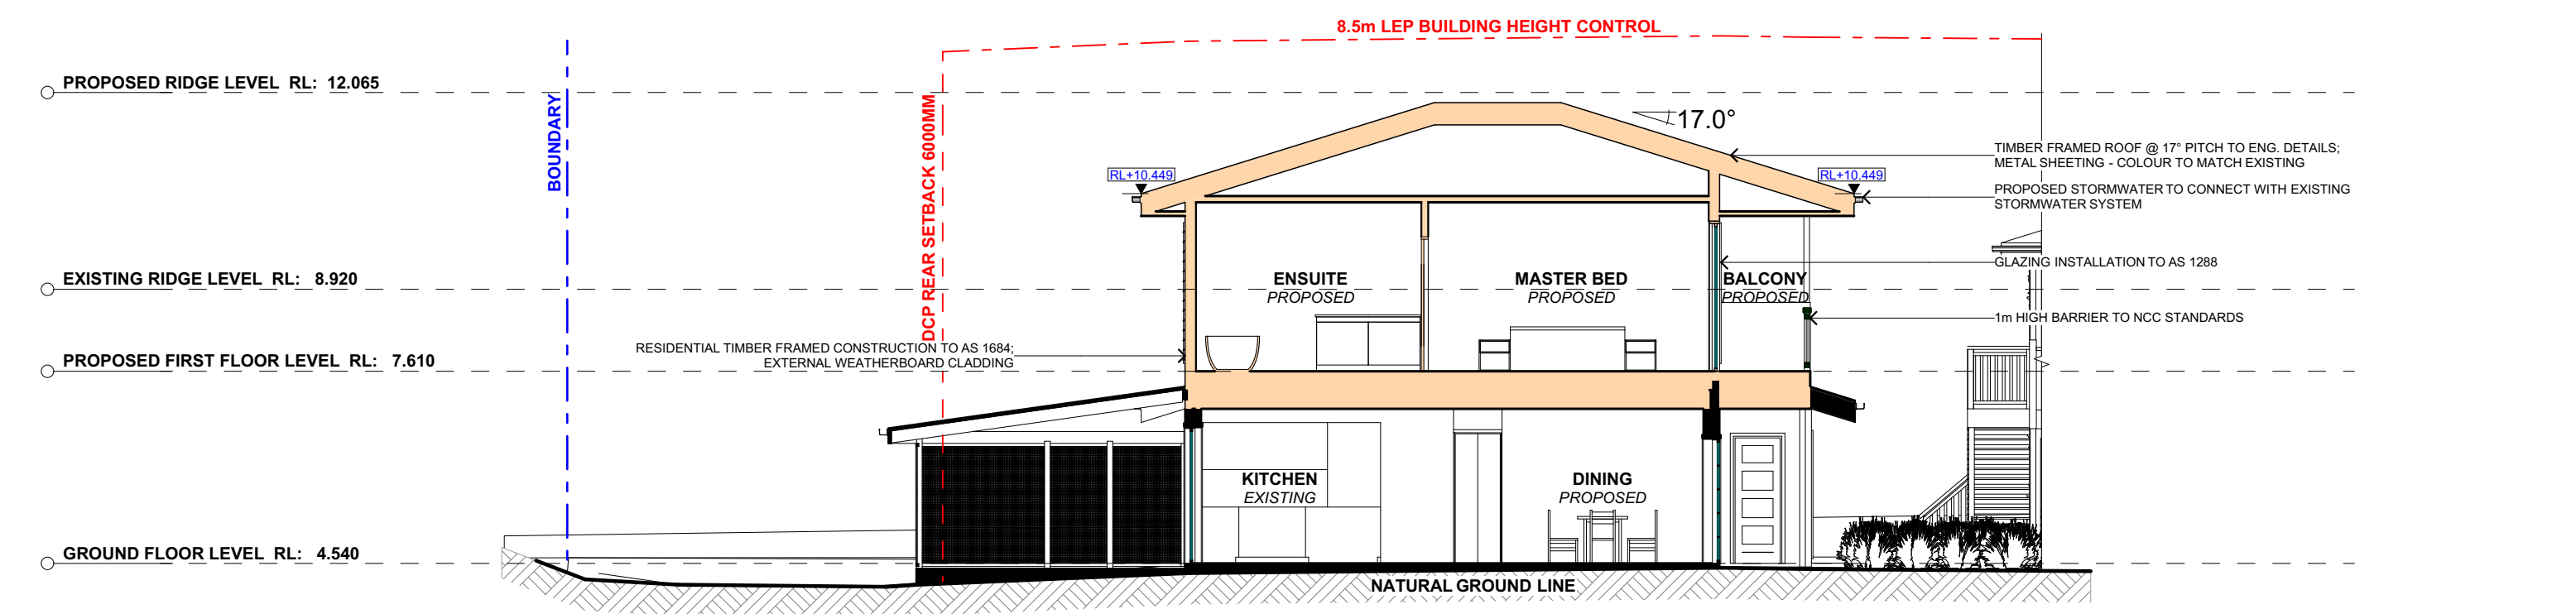 8.5m LEP BUILDING HEIGHT CONTROL
PROPOSED RIDGE LEVEL RL: 12.065
BOUNDARY
DCP REAR SETBACK 6000MM
17.0°
TIMBER FRAMED ROOF @ 17° PITCH TO ENG. DETAILS;
METAL SHEETING - COLOUR TO MATCH EXISTING
RL+10.449
RL+10.449
PROPOSED STORMWATER TO CONNECT WITH EXISTING
STORMWATER SYSTEM
GLAZING INSTALLATION TO AS 1288
EXISTING RIDGE LEVEL RL: 8.920
ENSUITE
PROPOSED
MASTER BED
PROPOSED
BALCONY
PROPOSED
1m HIGH BARRIER TO NCC STANDARDS
RESIDENTIAL TIMBER FRAMED CONSTRUCTION TO AS 1684;
EXTERNAL WEATHERBOARD CLADDING
PROPOSED FIRST FLOOR LEVEL RL: 7.610
KITCHEN
EXISTING
DINING
PROPOSED
GROUND FLOOR LEVEL RL: 4.540
NATURAL GROUND LINE